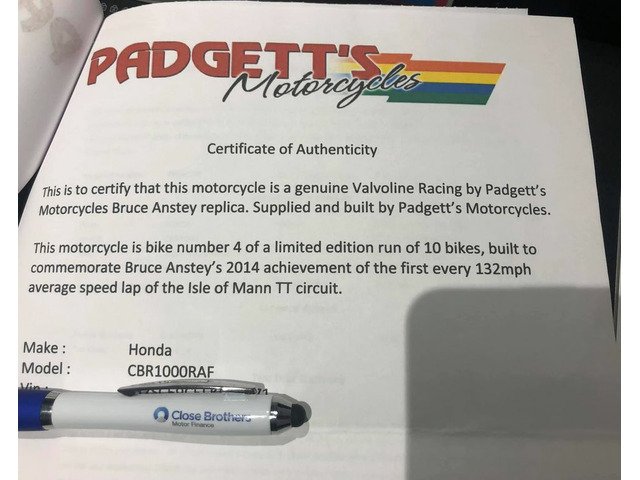 PADGETT'S
Motorcycles
Certificate of Authenticity
This is to certify that this motorcycle is a genuine Valvoline Racing by Padgett's
Motorcycles Bruce Anstey replica. Supplied and built by Padgett's Motorcycles.
This motorcycle is bike number 4 of a limited edition run of 10 bikes, built to
commemorate Bruce Anstey's 2014 achievement of the first every 132mph
average speed lap of the Isle of Mann TT circuit.
Make : Honda
Model : CBR1000RAF
Vin :
Close Brothers
Motor Finance